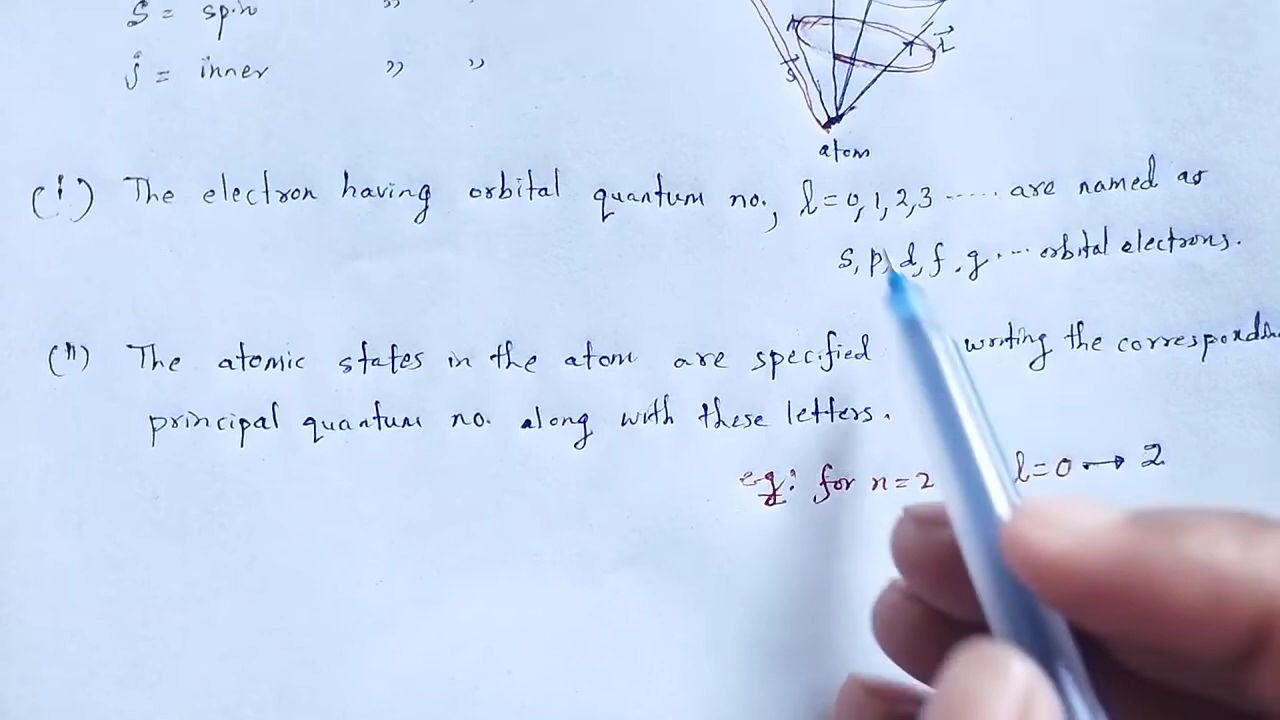 S = spin " "
j = inner " "
S L
atom
(i) The electron having orbital quantum no., l=0,1,2,3 ..... are named as
s, p, d, f, g ... orbital electrons.
(ii) The atomic states in the atom are specified writing the
principal quantum no. along with these letters.
eg: for n=2 l=0 → 2